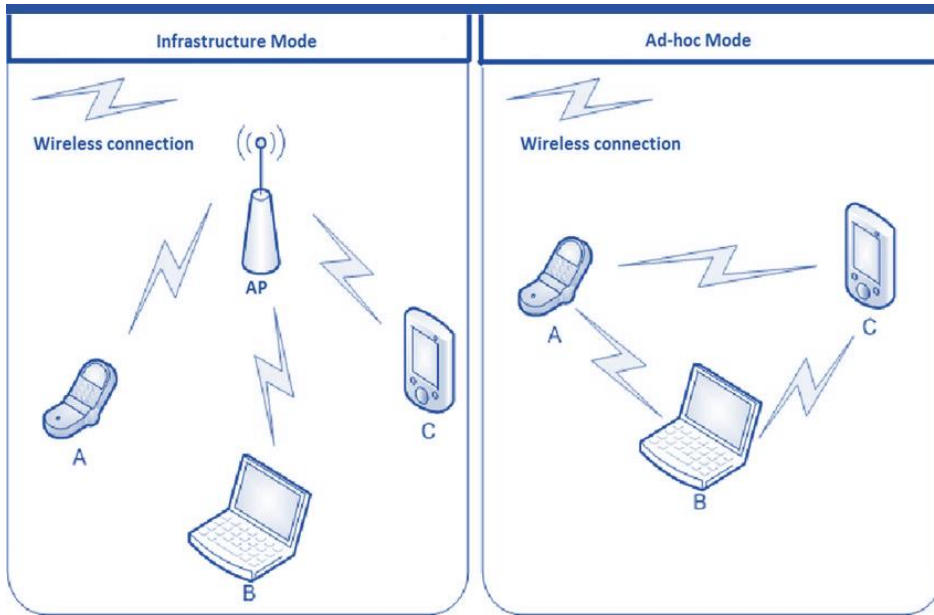 Infrastructure Mode
Wireless connection
AP
A
C
B
Ad-hoc Mode
Wireless connection
A
C
B